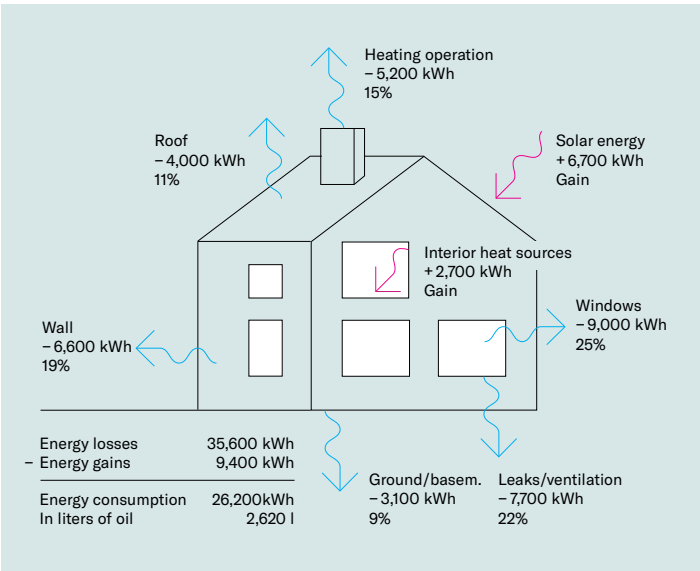 Heating operation
– 5,200 kWh
15%
Roof
– 4,000 kWh
11%
Solar energy
+ 6,700 kWh
Gain
Interior heat sources
+ 2,700 kWh
Gain
Windows
– 9,000 kWh
25%
Wall
– 6,600 kWh
19%
Energy losses 35,600 kWh
– Energy gains 9,400 kWh
Energy consumption 26,200kWh
In liters of oil 2,620 l
Ground/basem.
– 3,100 kWh
9%
Leaks/ventilation
– 7,700 kWh
22%